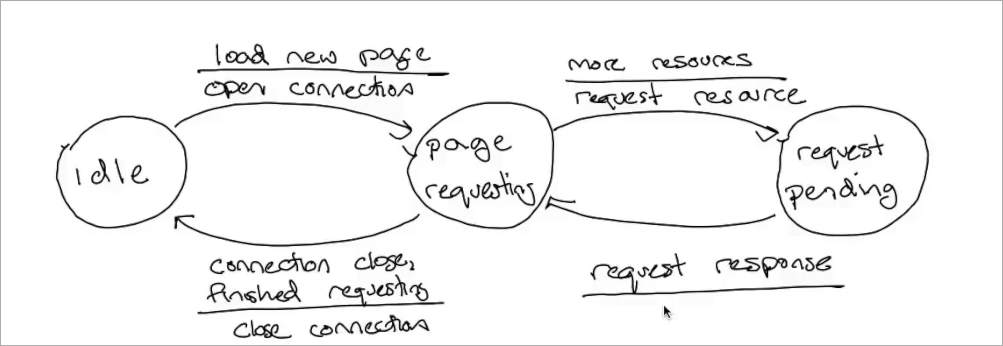 load new page
open connection
more resources
request resource
idle
page
requesting
request
pending
connection close,
finished requesting
close connection
request response